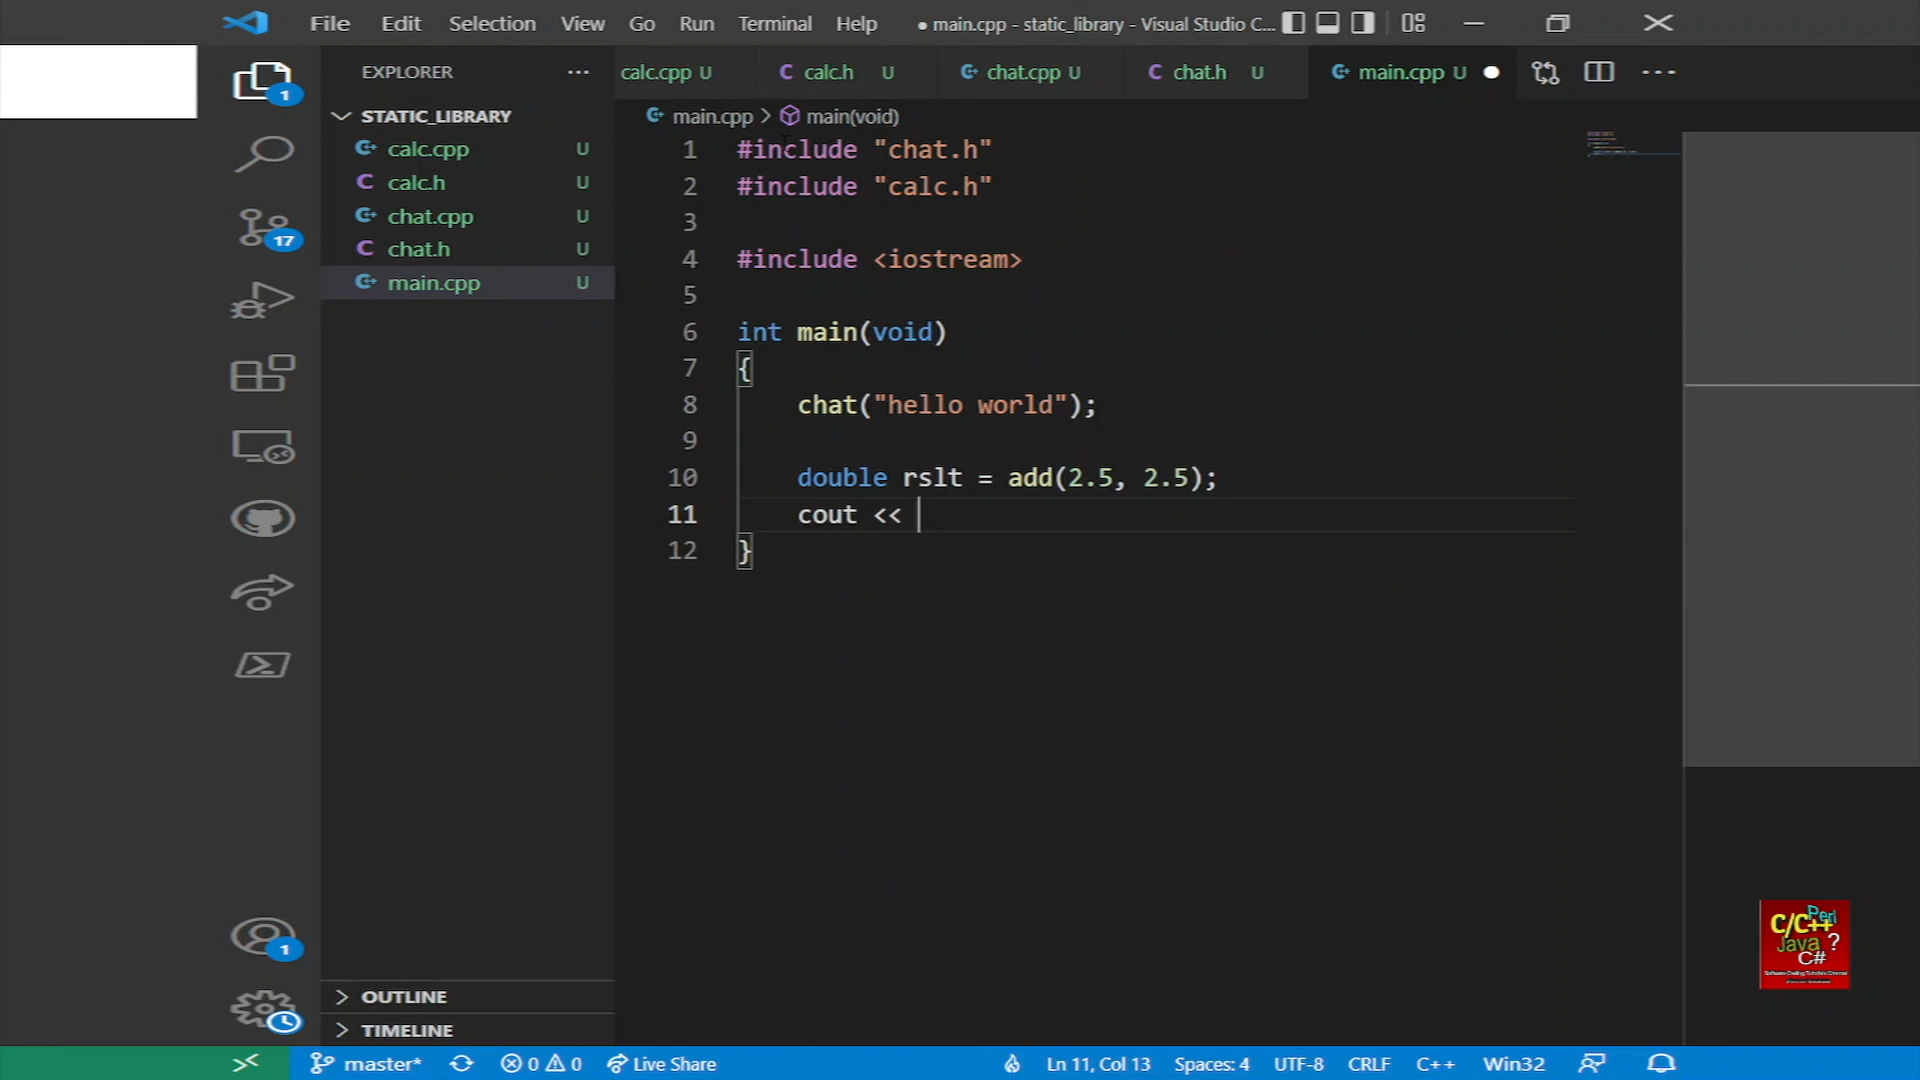 File Edit Selection View Go Run Terminal Help
● main.cpp - static_library - Visual Studio C...
1
EXPLORER ...
calc.cpp U
C calc.h U
chat.cpp U
C chat.h U
main.cpp U ●
STATIC_LIBRARY
calc.cpp U
C calc.h U
chat.cpp U
C chat.h U
main.cpp U
17
main.cpp > main(void)
1 #include "chat.h"
2 #include "calc.h"
3
4 #include <iostream>
5
6 int main(void)
7 {
8 chat("hello world");
9
10 double rslt = add(2.5, 2.5);
11 cout <<
12 }
1
OUTLINE
TIMELINE
master* 0 0 Live Share
Ln 11, Col 13 Spaces: 4 UTF-8 CRLF C++ Win32
Perl
C/C++
Java ?
C#